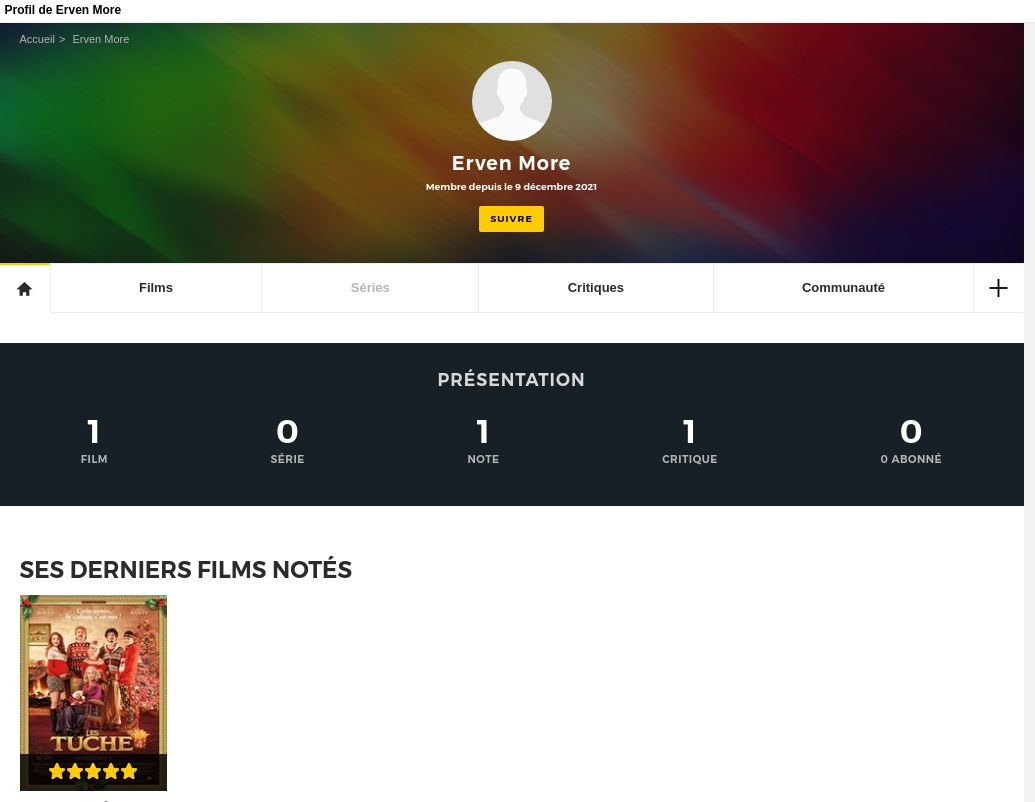 Profil de Erven More
Accueil > Erven More
Erven More
Membre depuis le 9 décembre 2021
SUIVRE
Films Séries Critiques Communauté
PRÉSENTATION
1 0 1 1 0
FILM SÉRIE NOTE CRITIQUE 0 ABONNÉ
SES DERNIERS FILMS NOTÉS
Cette année,
le cadeau, c'est eux !
LES
TUCHE